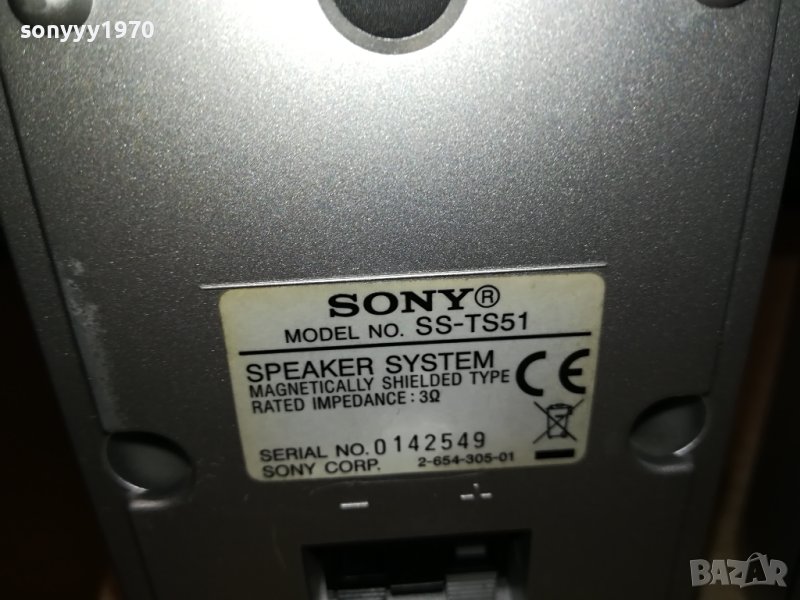 sonyyy1970
SONY®
MODEL NO. SS-TS51
SPEAKER SYSTEM
MAGNETICALLY SHIELDED TYPE
RATED IMPEDANCE : 3Ω
CE
SERIAL NO. 0142549
SONY CORP. 2-654-305-01
− +
BAZAR